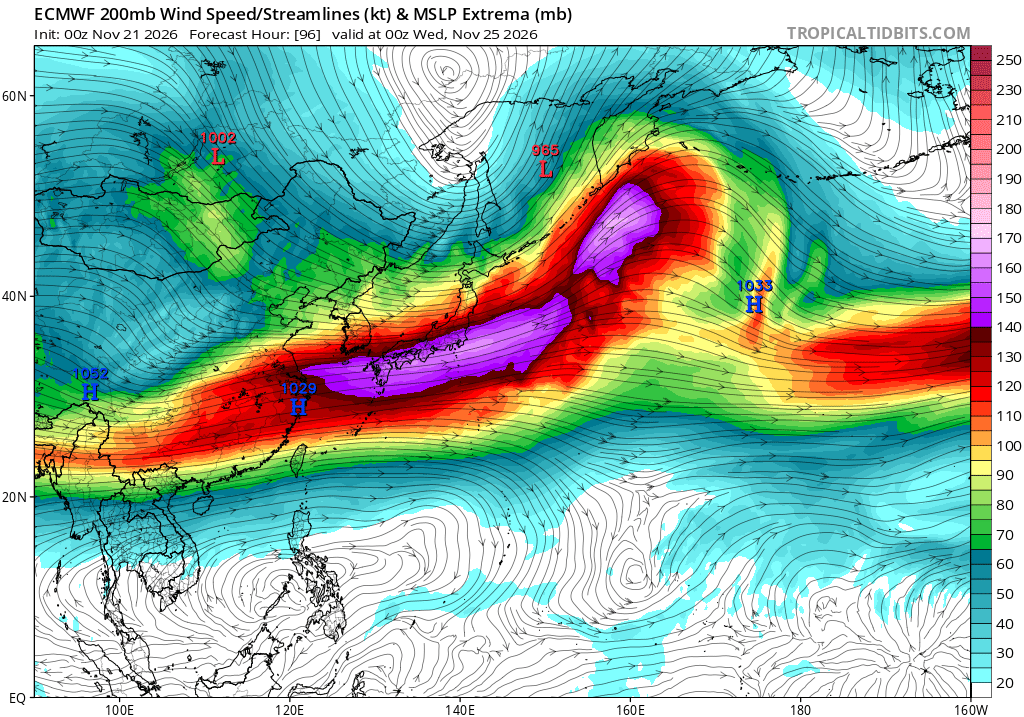 ECMWF 200mb Wind Speed/Streamlines (kt) & MSLP Extrema (mb)
Init: 00z Nov 21 2026   Forecast Hour: [96]   valid at 00z Wed, Nov 25 2026
TROPICALTIDBITS.COM
60N
40N
20N
EQ
1002
L
965
L
1033
H
1052
H
1029
H
250
230
210
200
190
180
170
160
150
140
130
120
110
100
90
80
70
60
50
40
30
20
100E
120E
140E
160E
180
160W